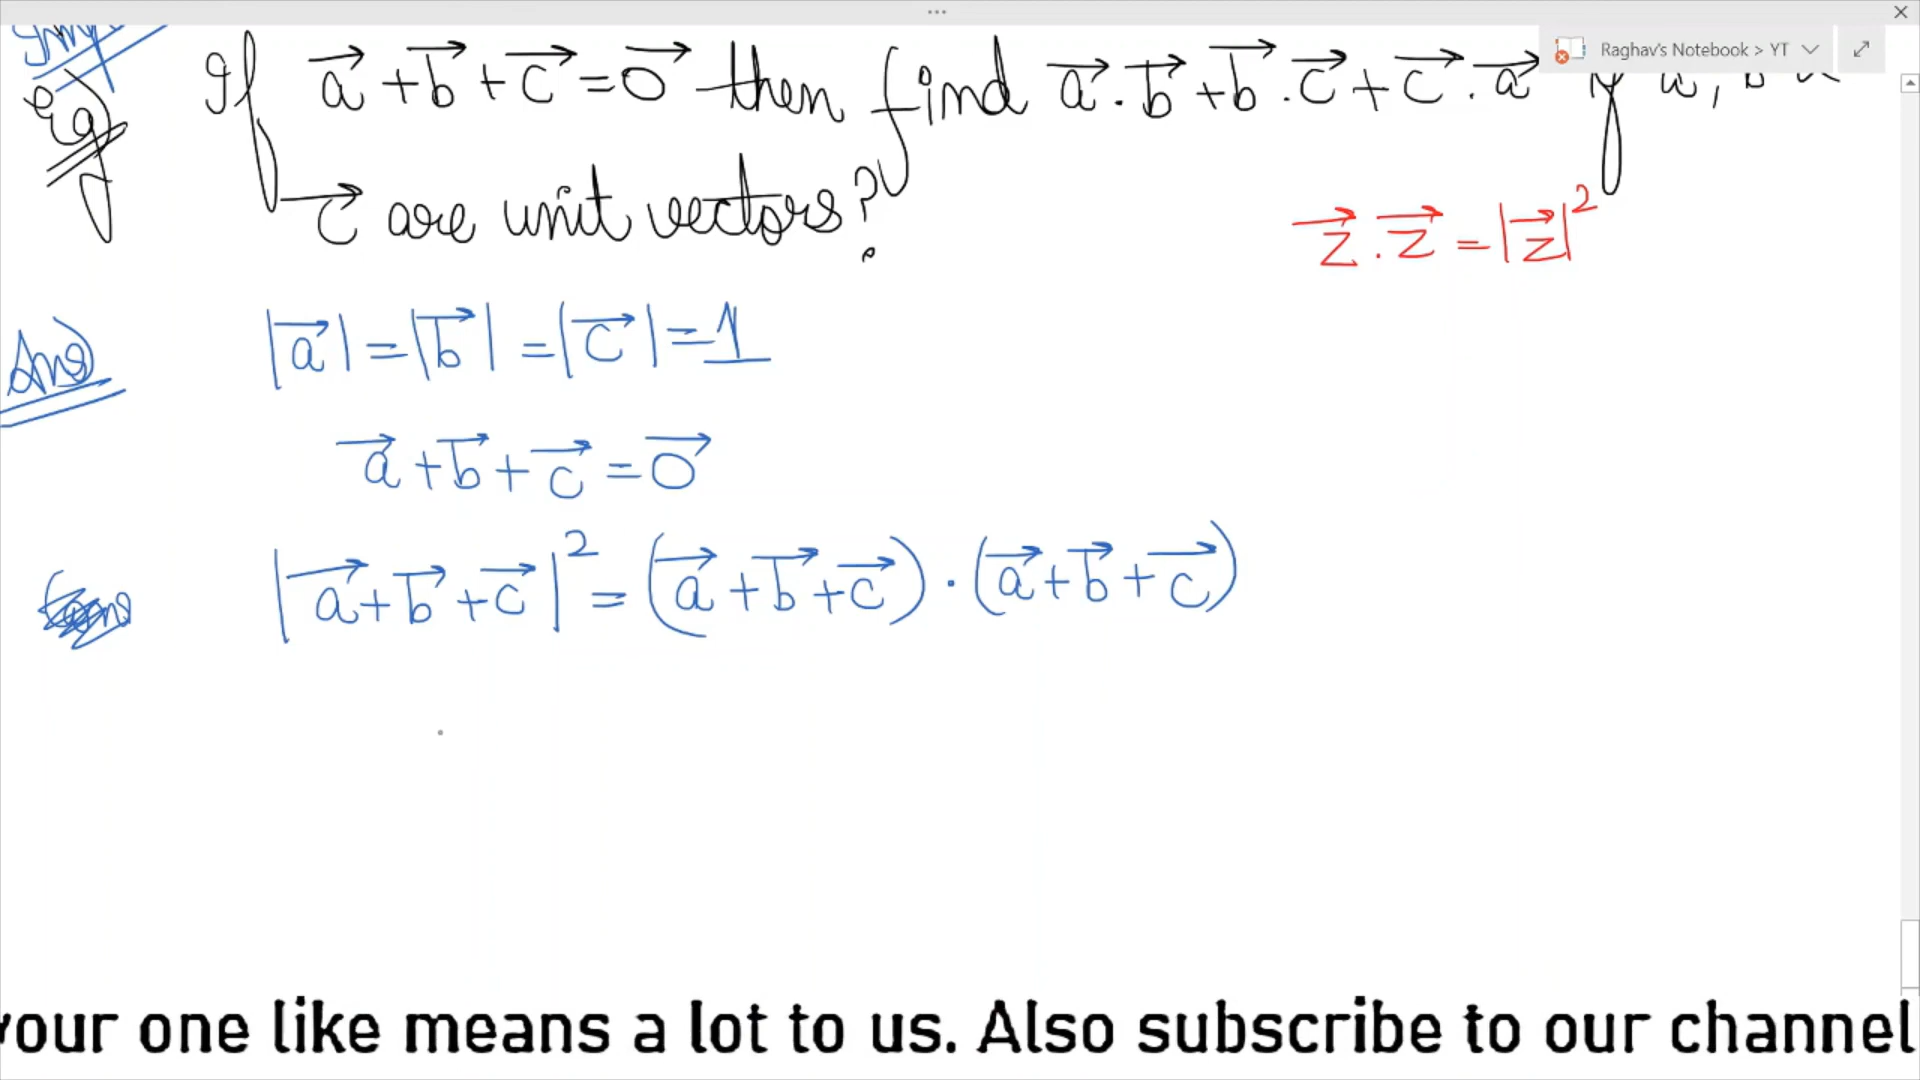 Raghav's Notebook > YT
Imp
Eg) If a⃗ + b⃗ + c⃗ = 0⃗ then find a⃗ . b⃗ + b⃗ . c⃗ + c⃗ . a⃗ if
c⃗ are unit vectors?
z⃗ . z⃗ = |z⃗|²
Ans) |a⃗| = |b⃗| = |c⃗| = 1
a⃗ + b⃗ + c⃗ = 0⃗
|a⃗ + b⃗ + c⃗|² = (a⃗ + b⃗ + c⃗) · (a⃗ + b⃗ + c⃗)
your one like means a lot to us. Also subscribe to our channel